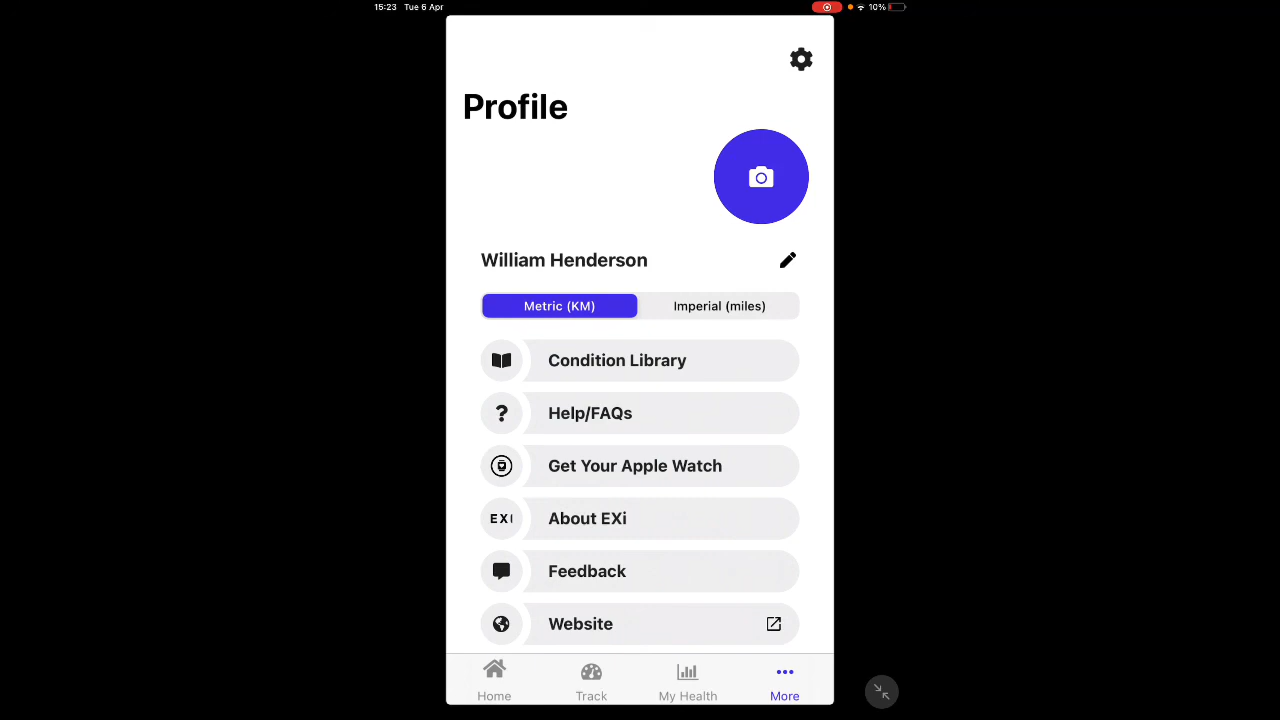 15:23 Tue 6 Apr 10%
Profile
William Henderson
Metric (KM) Imperial (miles)
Condition Library
? Help/FAQs
Get Your Apple Watch
EXi About EXi
Feedback
Website
Home Track My Health More